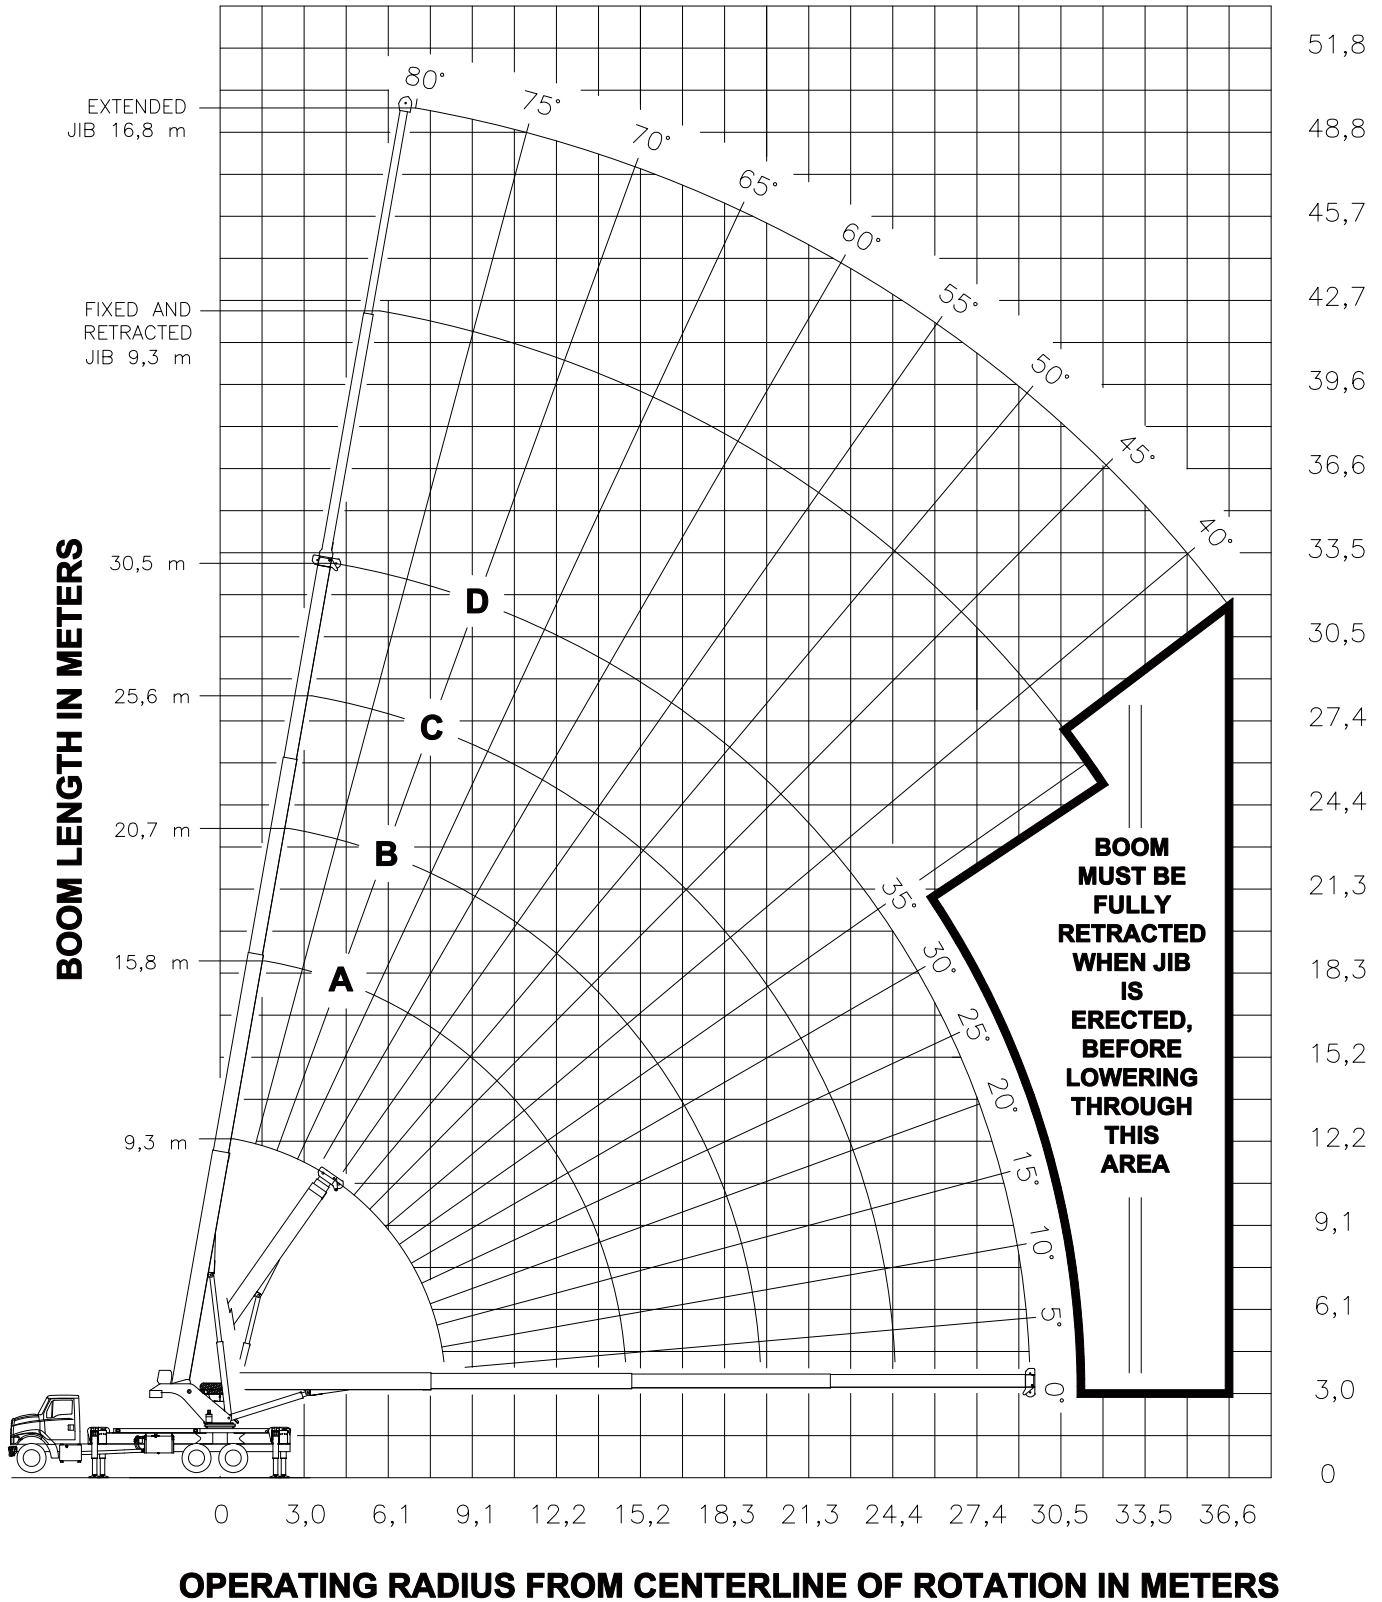 51,8
80°
75°
EXTENDED
JIB 16,8 m
48,8
70°
65°
45,7
60°
55°
42,7
FIXED AND
RETRACTED
JIB 9,3 m
50°
39,6
45°
36,6
40°
33,5
30,5 m
D
30,5
25,6 m
C
27,4
24,4
20,7 m
B
BOOM
MUST BE
FULLY
RETRACTED
WHEN JIB
IS
ERECTED,
BEFORE
LOWERING
THROUGH
THIS
AREA
21,3
35°
30°
18,3
15,8 m
A
25°
15,2
20°
12,2
9,3 m
15°
9,1
10°
6,1
5°
3,0
0°
0
BOOM LENGTH IN METERS
0 3,0 6,1 9,1 12,2 15,2 18,3 21,3 24,4 27,4 30,5 33,5 36,6
OPERATING RADIUS FROM CENTERLINE OF ROTATION IN METERS